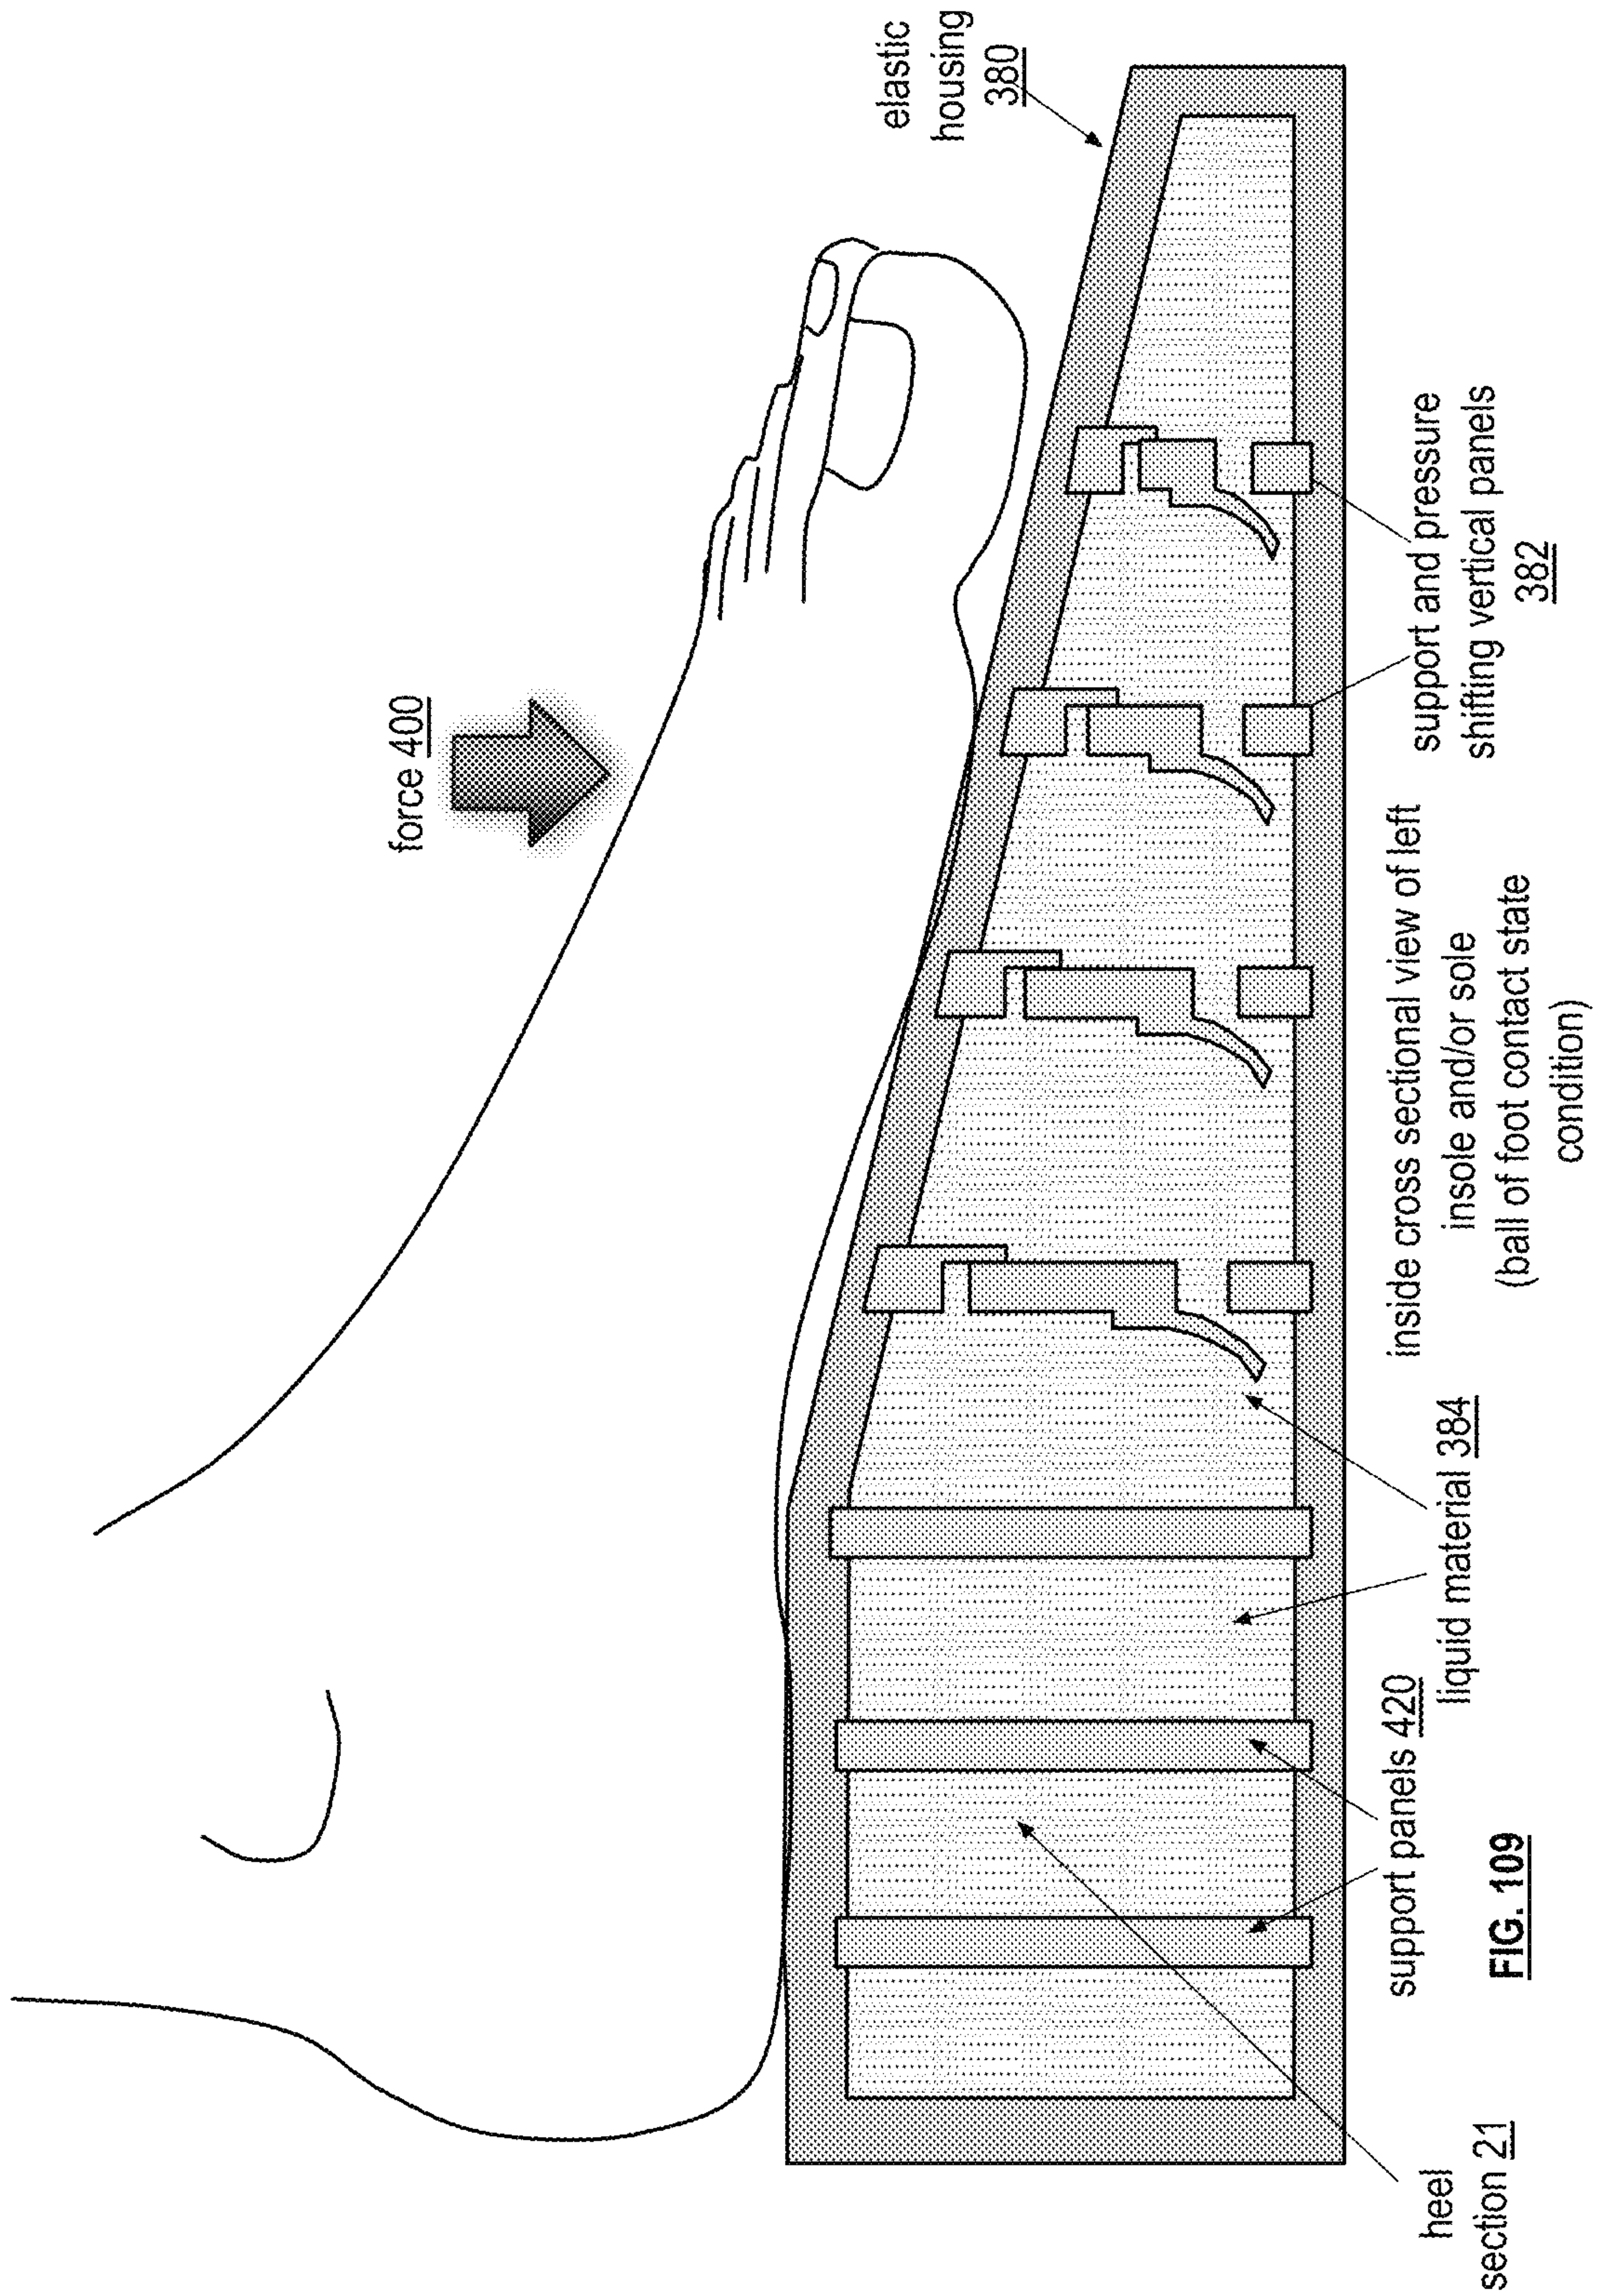 elastic
housing
380
force 400
support and pressure
shifting vertical panels
382
inside cross sectional view of left
insole and/or sole
(ball of foot contact state
condition)
liquid material 384
support panels 420
heel
section 21
FIG. 109